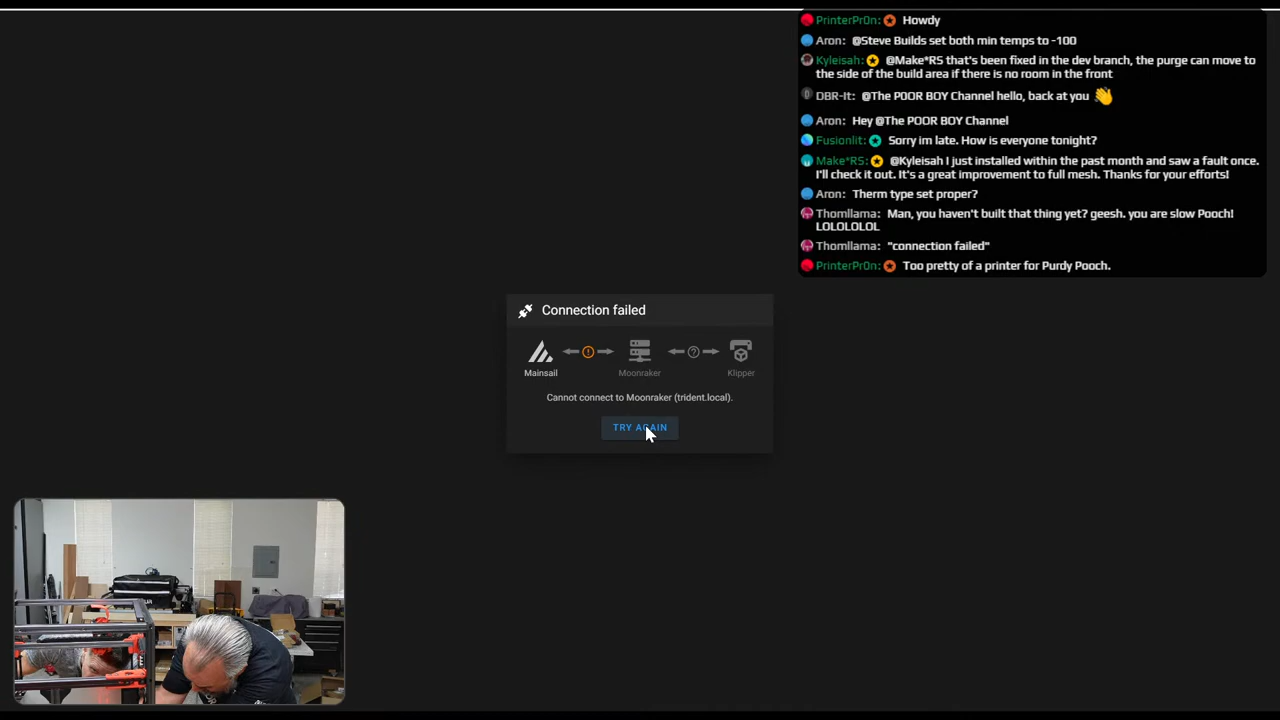 PrinterPr0n: Howdy
Aron: @Steve Builds set both min temps to -100
Kyleisah: @Make*RS that's been fixed in the dev branch, the purge can move to
the side of the build area if there is no room in the front
DBR-It: @The P00R BOY Channel hello, back at you 👋
Aron: Hey @The P00R BOY Channel
Fusionlit: Sorry im late. How is everyone tonight?
Make*RS: @Kyleisah I just installed within the past month and saw a fault once.
I'll check it out. It's a great improvement to full mesh. Thanks for your efforts!
Aron: Therm type set proper?
Thomllama: Man, you haven't built that thing yet? geesh. you are slow Pooch!
LOLOLOLOL
Thomllama: "connection failed"
PrinterPr0n: Too pretty of a printer for Purdy Pooch.
Connection failed
Mainsail Moonraker Klipper
Cannot connect to Moonraker (trident.local).
TRY AGAIN